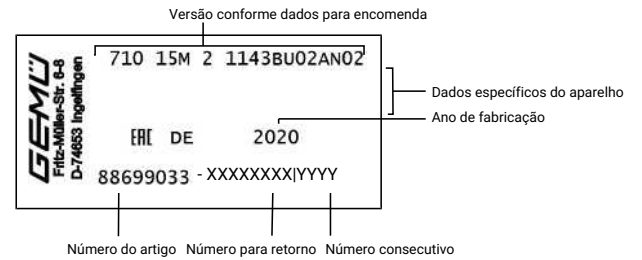 Versão conforme dados para encomenda
710 15M 2 1143BU02AN02
GEMÜ
Fritz-Müller-Str. 6-8
D-74653 Ingelfingen
Dados específicos do aparelho
Ano de fabricação
EAC DE 2020
88699033 - XXXXXXXX|YYYY
Número do artigo Número para retorno Número consecutivo